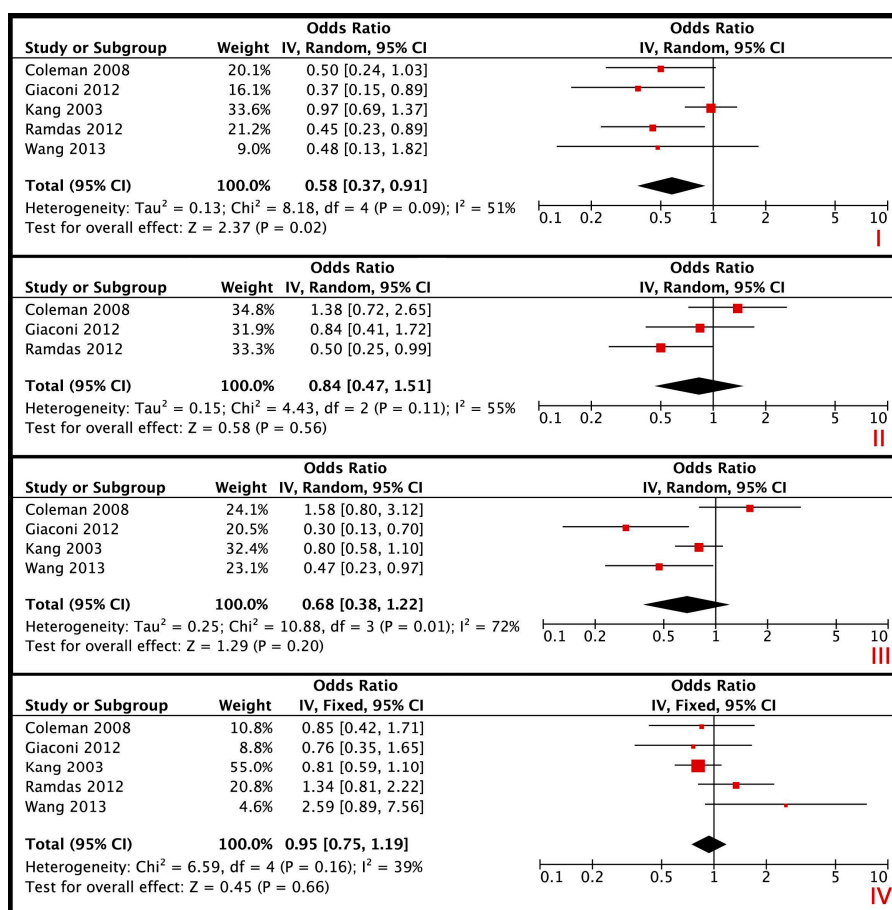 Odds Ratio Odds Ratio
Study or Subgroup Weight IV, Random, 95% CI IV, Random, 95% CI
Coleman 2008 20.1% 0.50 [0.24, 1.03]
Giaconi 2012 16.1% 0.37 [0.15, 0.89]
Kang 2003 33.6% 0.97 [0.69, 1.37]
Ramdas 2012 21.2% 0.45 [0.23, 0.89]
Wang 2013 9.0% 0.48 [0.13, 1.82]
Total (95% CI) 100.0% 0.58 [0.37, 0.91]
Heterogeneity: Tau² = 0.13; Chi² = 8.18, df = 4 (P = 0.09); I² = 51%
0.1 0.2 0.5 1 2 5 10
Test for overall effect: Z = 2.37 (P = 0.02)
I
Odds Ratio Odds Ratio
Study or Subgroup Weight IV, Random, 95% CI IV, Random, 95% CI
Coleman 2008 34.8% 1.38 [0.72, 2.65]
Giaconi 2012 31.9% 0.84 [0.41, 1.72]
Ramdas 2012 33.3% 0.50 [0.25, 0.99]
Total (95% CI) 100.0% 0.84 [0.47, 1.51]
Heterogeneity: Tau² = 0.15; Chi² = 4.43, df = 2 (P = 0.11); I² = 55%
0.1 0.2 0.5 1 2 5 10
Test for overall effect: Z = 0.58 (P = 0.56)
II
Odds Ratio Odds Ratio
Study or Subgroup Weight IV, Random, 95% CI IV, Random, 95% CI
Coleman 2008 24.1% 1.58 [0.80, 3.12]
Giaconi 2012 20.5% 0.30 [0.13, 0.70]
Kang 2003 32.4% 0.80 [0.58, 1.10]
Wang 2013 23.1% 0.47 [0.23, 0.97]
Total (95% CI) 100.0% 0.68 [0.38, 1.22]
Heterogeneity: Tau² = 0.25; Chi² = 10.88, df = 3 (P = 0.01); I² = 72%
0.1 0.2 0.5 1 2 5 10
Test for overall effect: Z = 1.29 (P = 0.20)
III
Odds Ratio Odds Ratio
Study or Subgroup Weight IV, Fixed, 95% CI IV, Fixed, 95% CI
Coleman 2008 10.8% 0.85 [0.42, 1.71]
Giaconi 2012 8.8% 0.76 [0.35, 1.65]
Kang 2003 55.0% 0.81 [0.59, 1.10]
Ramdas 2012 20.8% 1.34 [0.81, 2.22]
Wang 2013 4.6% 2.59 [0.89, 7.56]
Total (95% CI) 100.0% 0.95 [0.75, 1.19]
Heterogeneity: Chi² = 6.59, df = 4 (P = 0.16); I² = 39%
0.1 0.2 0.5 1 2 5 10
Test for overall effect: Z = 0.45 (P = 0.66)
IV